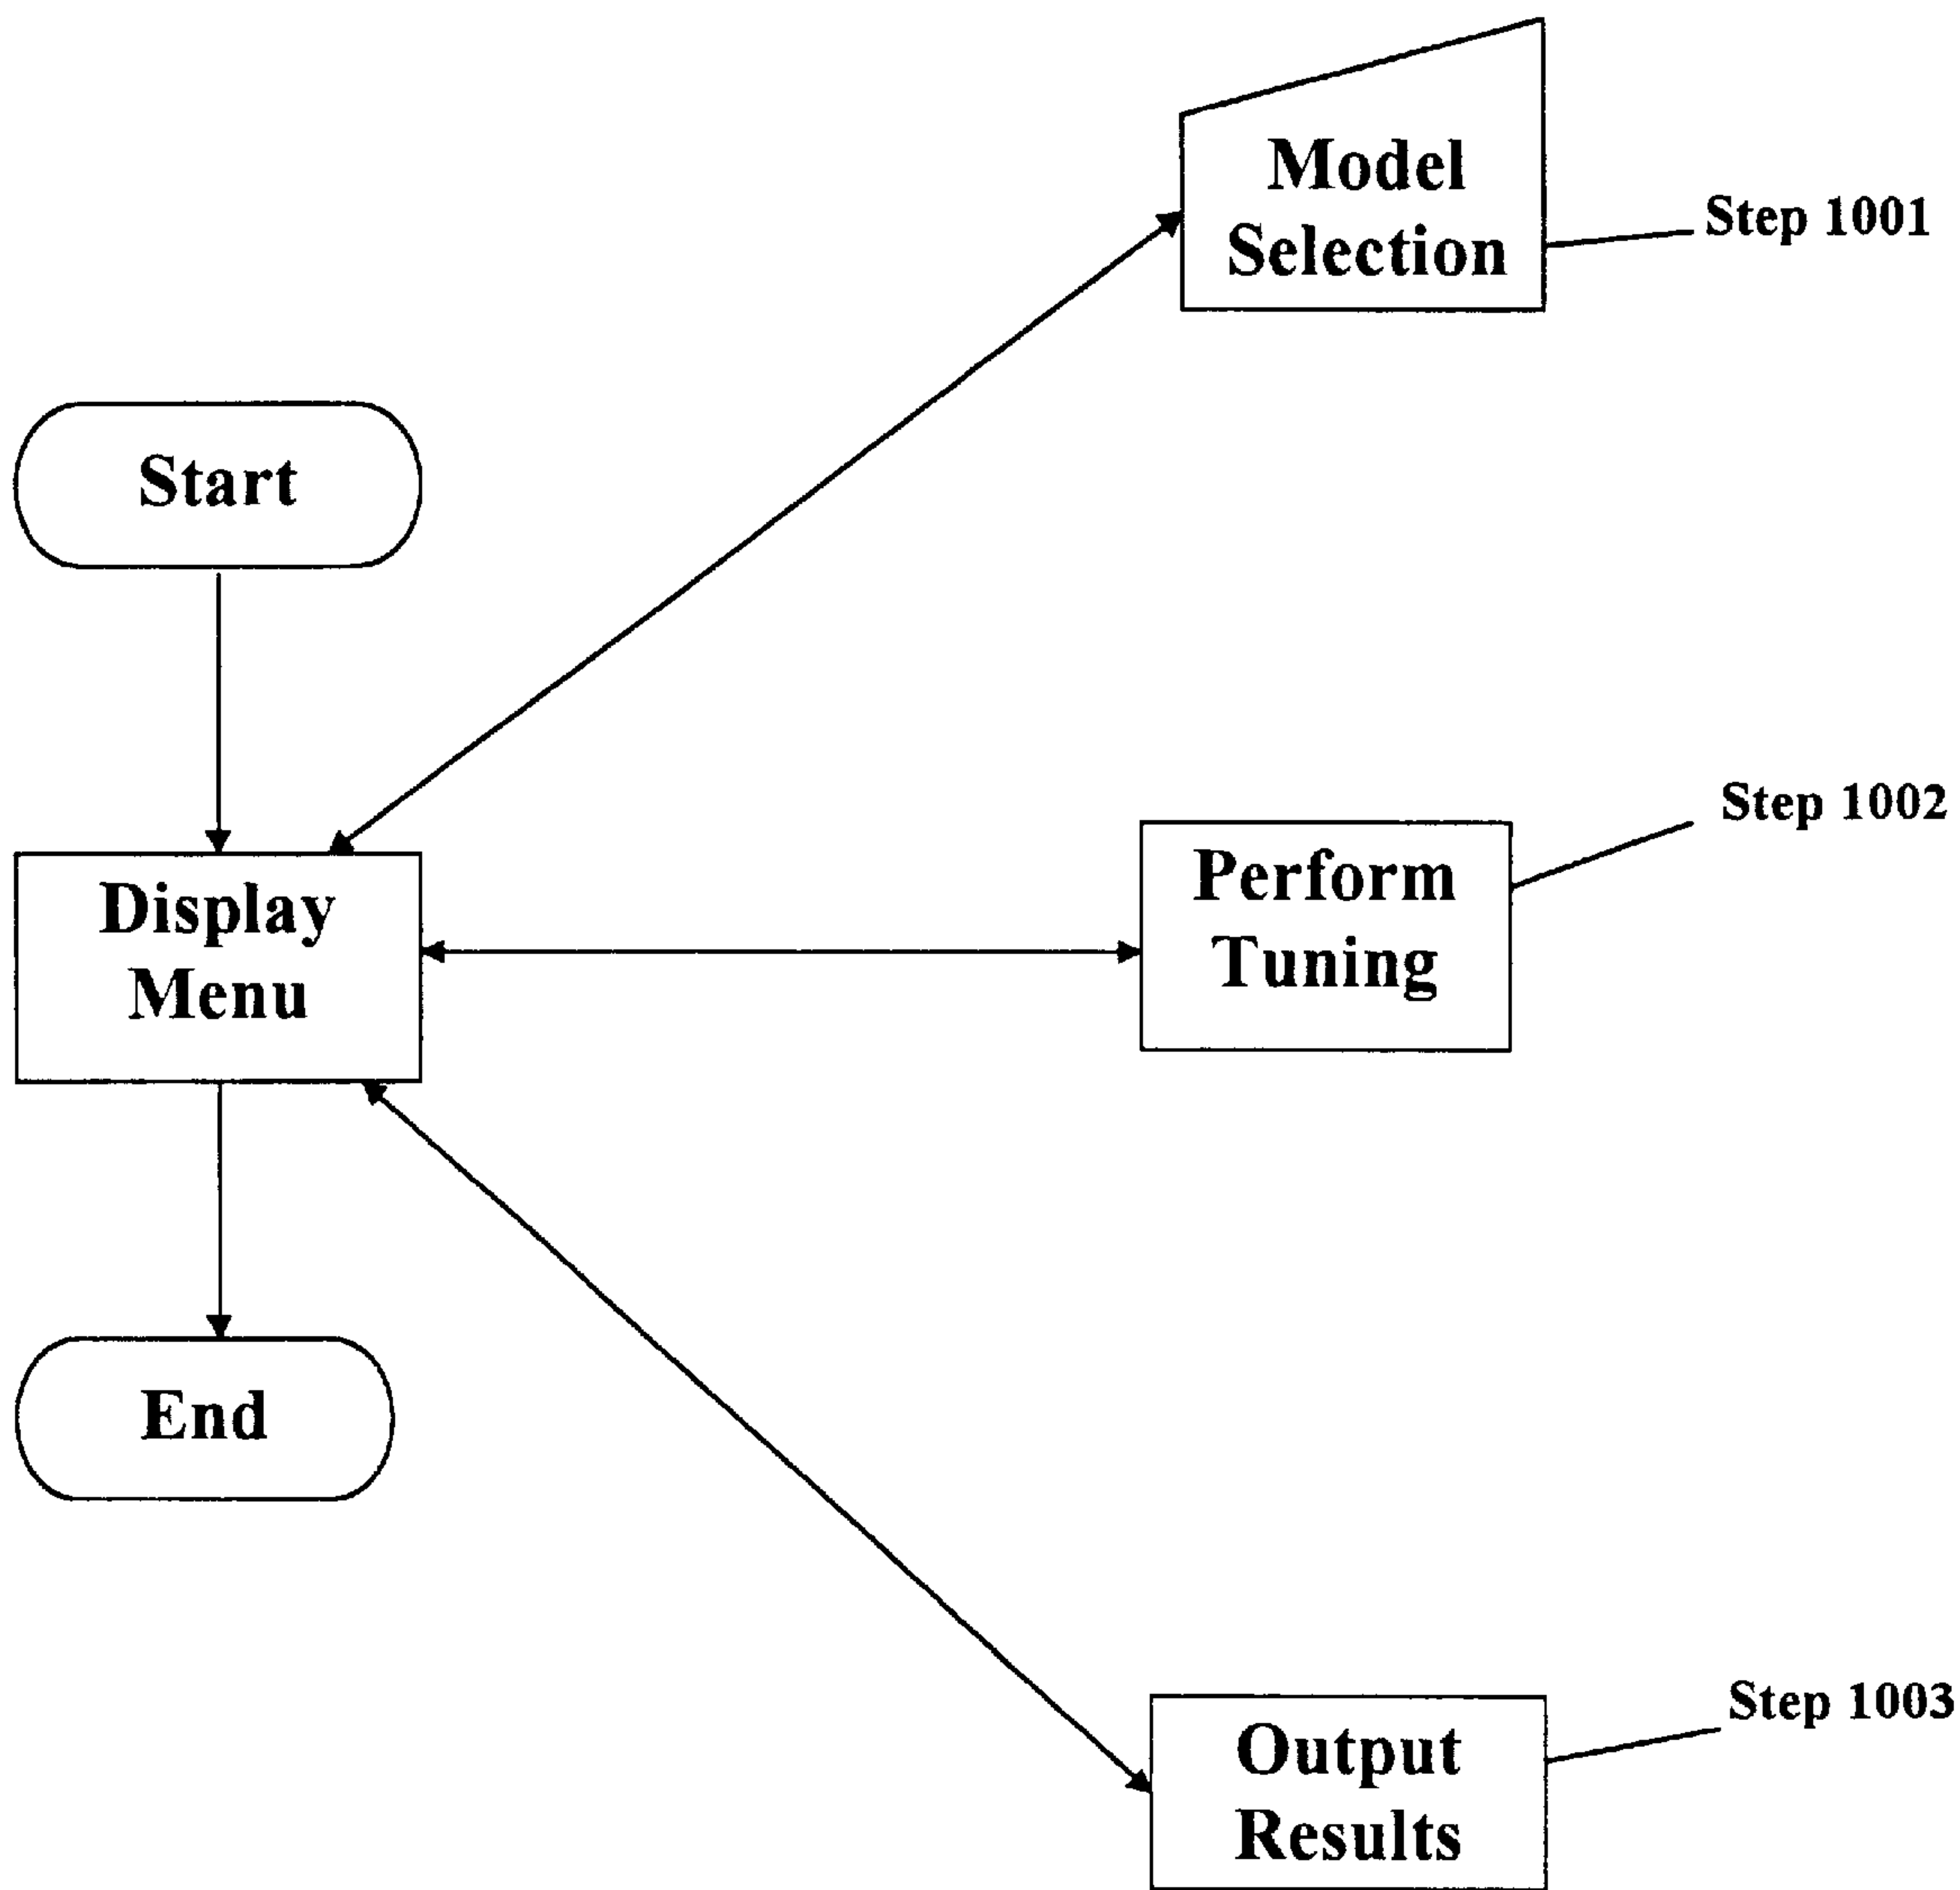 Model
Selection
Step 1001
Start
Display
Menu
Perform
Tuning
Step 1002
End
Output
Results
Step 1003